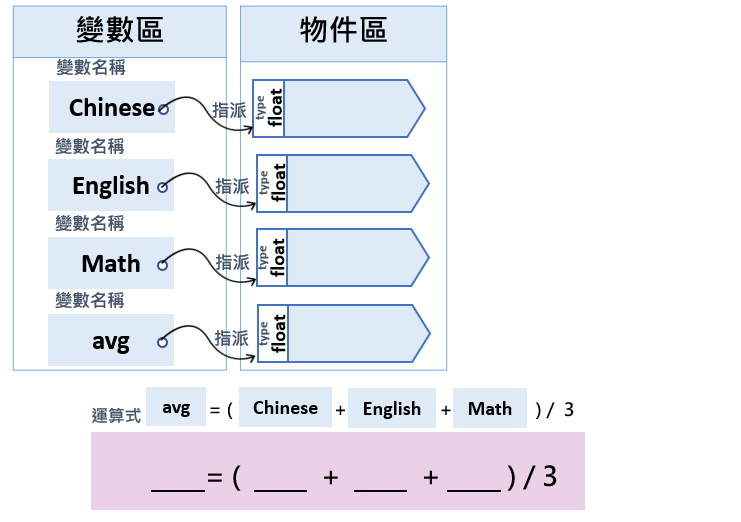 變數區 物件區
變數名稱
Chinese 指派 type float
變數名稱
English 指派 type float
變數名稱
Math 指派 type float
變數名稱
avg 指派 type float
運算式 avg = ( Chinese + English + Math ) / 3
____ = ( ____ + ____ + ____ ) / 3